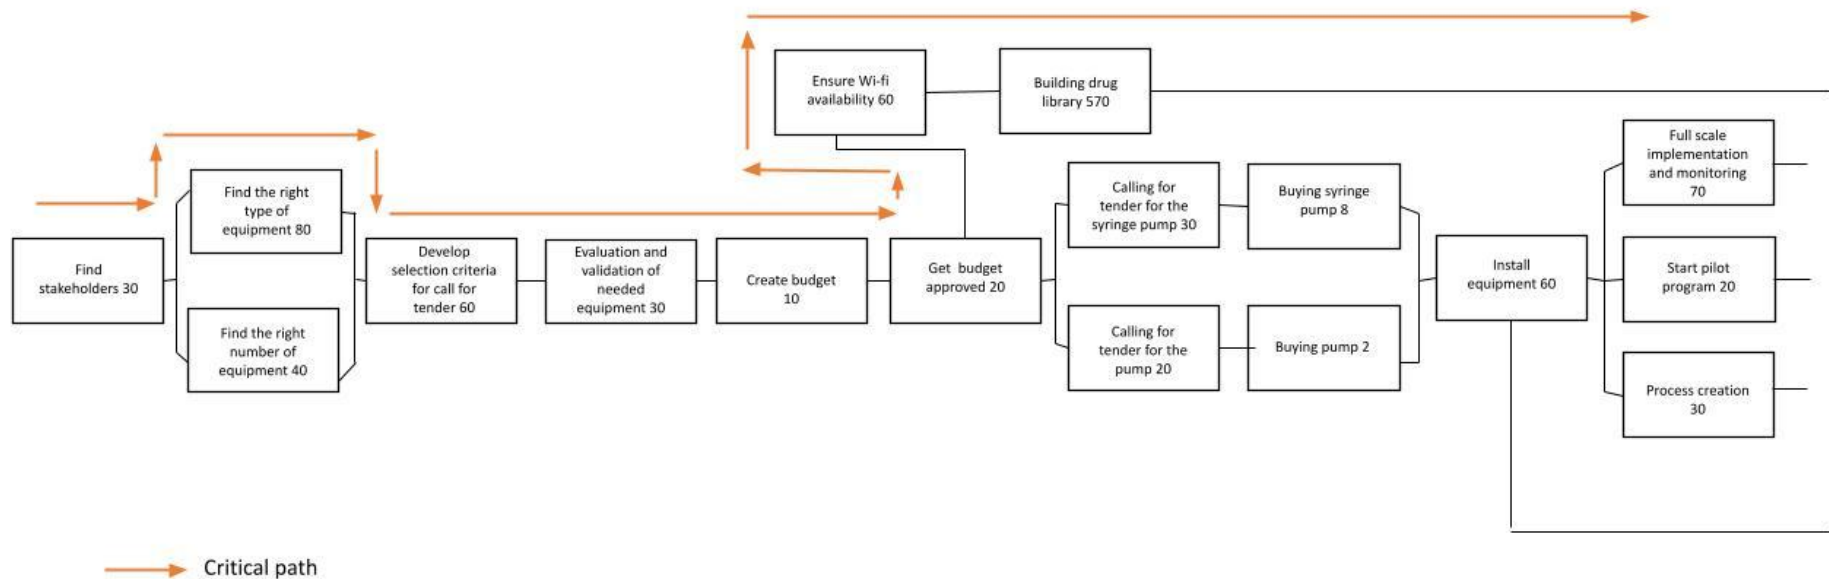 Ensure Wi-fi
availability 60
Building drug
library 570
Full scale
implementation
and monitoring
70
Find the right
type of
equipment 80
Calling for
tender for the
syringe pump 30
Buying syringe
pump 8
Find
stakeholders 30
Develop
selection criteria
for call for
tender 60
Evaluation and
validation of
needed
equipment 30
Create budget
10
Get budget
approved 20
Install
equipment 60
Start pilot
program 20
Find the right
number of
equipment 40
Calling for
tender for the
pump 20
Buying pump 2
Process creation
30
Critical path